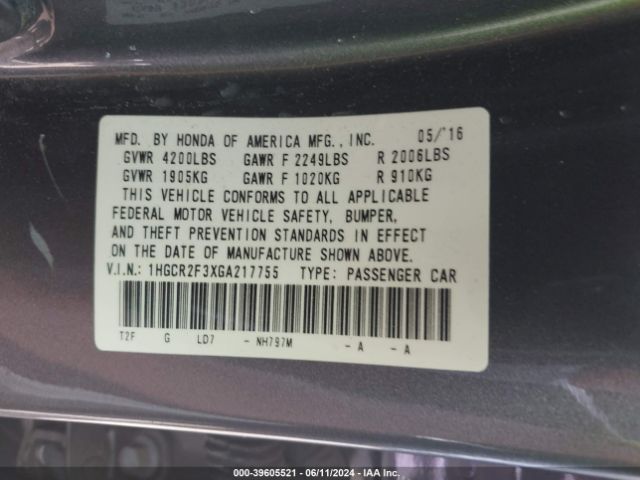 MFD. BY HONDA OF AMERICA MFG., INC. 05/'16
GVWR 4200LBS GAWR F 2249LBS R 2006LBS
GVWR 1905KG GAWR F 1020KG R 910KG
THIS VEHICLE CONFORMS TO ALL APPLICABLE
FEDERAL MOTOR VEHICLE SAFETY, BUMPER,
AND THEFT PREVENTION STANDARDS IN EFFECT
ON THE DATE OF MANUFACTURE SHOWN ABOVE.
V.I.N.: 1HGCR2F3XGA217755 TYPE: PASSENGER CAR
T2F G LD7 - NH797M - A - A
000-39605521 - 06/11/2024 - IAA Inc.